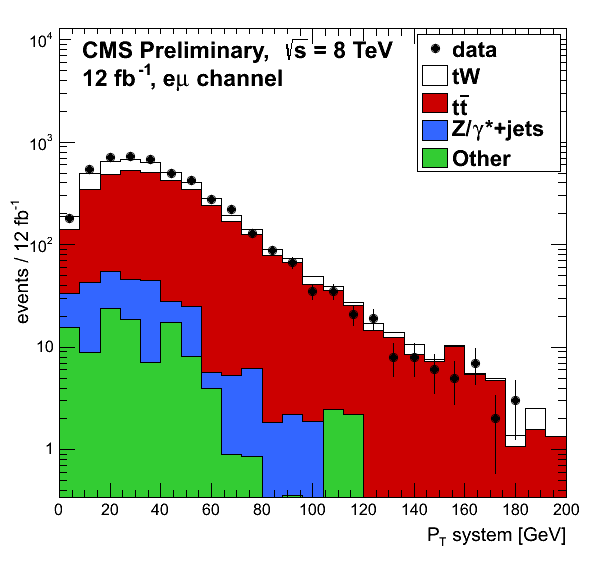 CMS Preliminary, √s = 8 TeV
12 fb⁻¹, eμ channel
data
tW
tt̄
Z/γ*+jets
Other
events / 12 fb⁻¹
10⁴
10³
10²
10
1
0 20 40 60 80 100 120 140 160 180 200
P_T system [GeV]